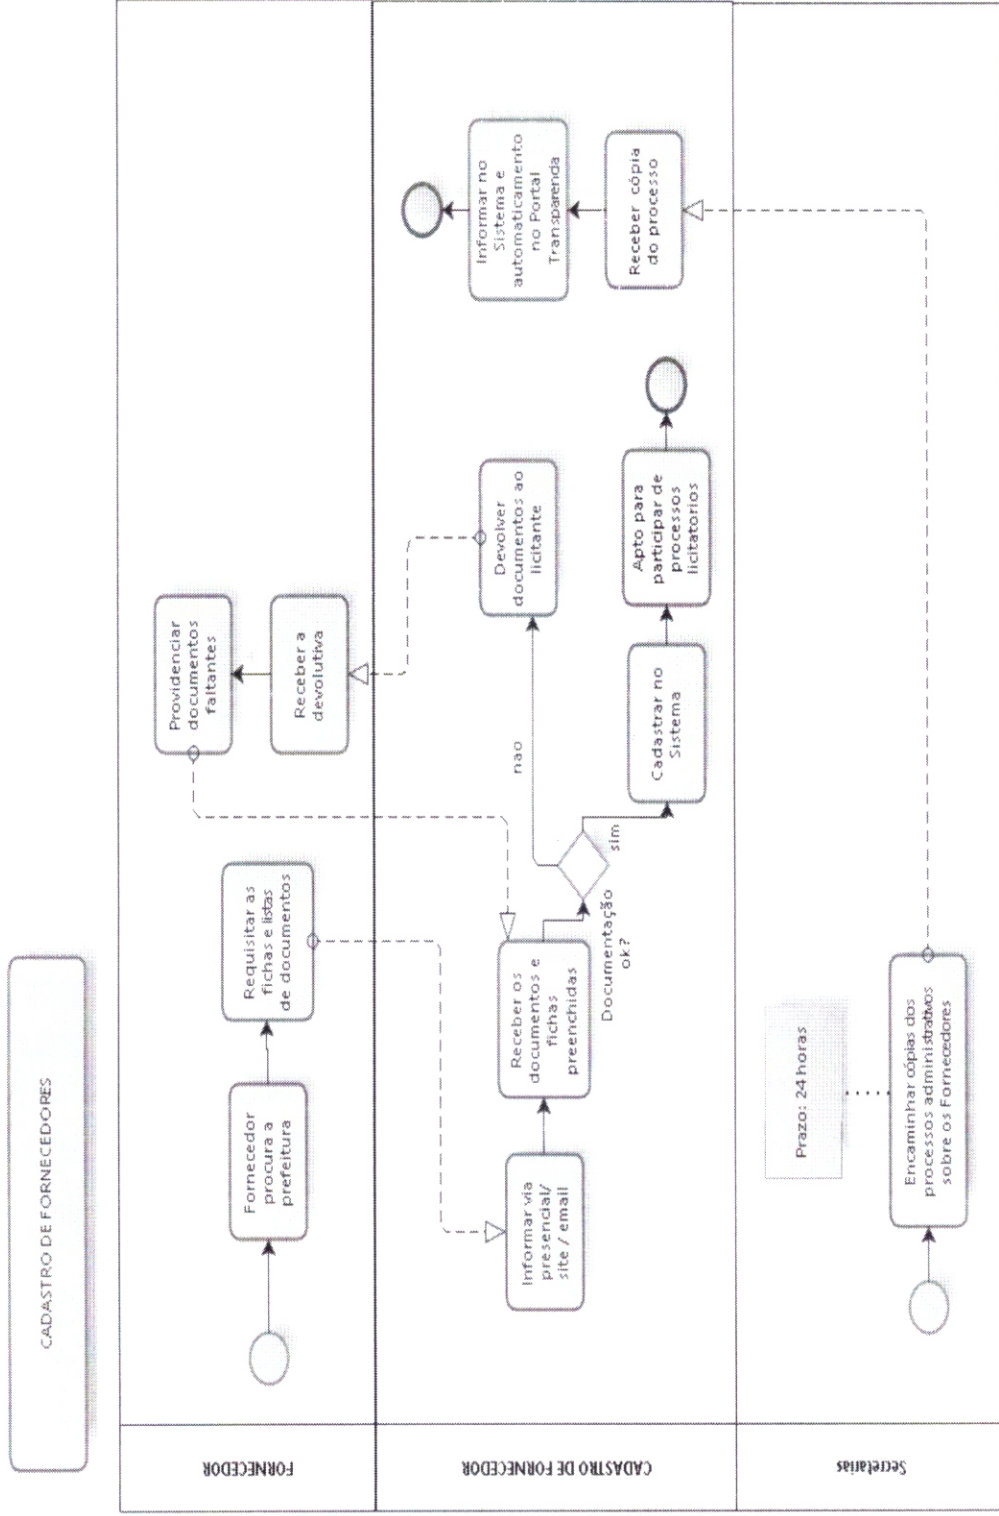 CADASTRO DE FORNECEDORES
FORNECEDOR
Fornecedor
procura a
prefeitura
Requisitar as
fichas e listas
de documentos
Providenciar
documentos
faltantes
Receber a
devolutiva
CADASTRO DE FORNECEDOR
Informar via
presencial/
site / email
Receber os
documentos e
fichas
preenchidas
Documentação
ok?
nao
sim
Devolver
documentos ao
licitante
Cadastrar no
Sistema
Apto para
participar de
processos
licitatorios
Informar no
Sistema e
automaticamento
no Portal
Transparenda
Receber cópia
do processo
Secretarias
Prazo: 24 horas
Encaminhar cópias dos
processos administrativos
sobre os Fornecedores